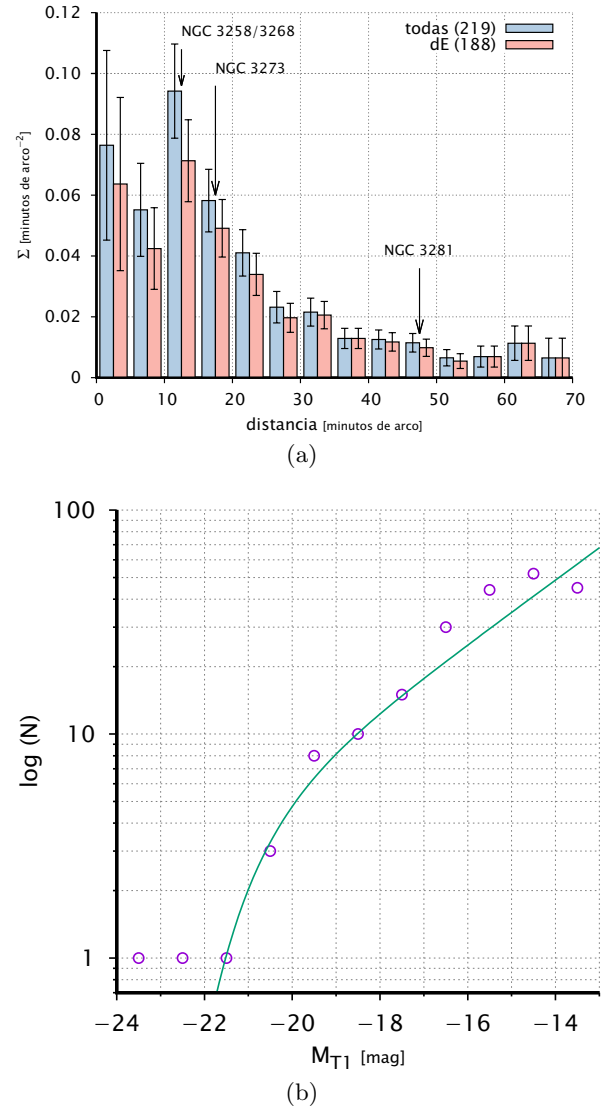 todas (219)
dE (188)
NGC 3258/3268
NGC 3273
NGC 3281
Σ [minutos de arco⁻²]
0.12
0.10
0.08
0.06
0.04
0.02
0
0 10 20 30 40 50 60 70
distancia [minutos de arco]
(a)
log (N)
100
10
1
−24 −22 −20 −18 −16 −14
M_T1 [mag]
(b)